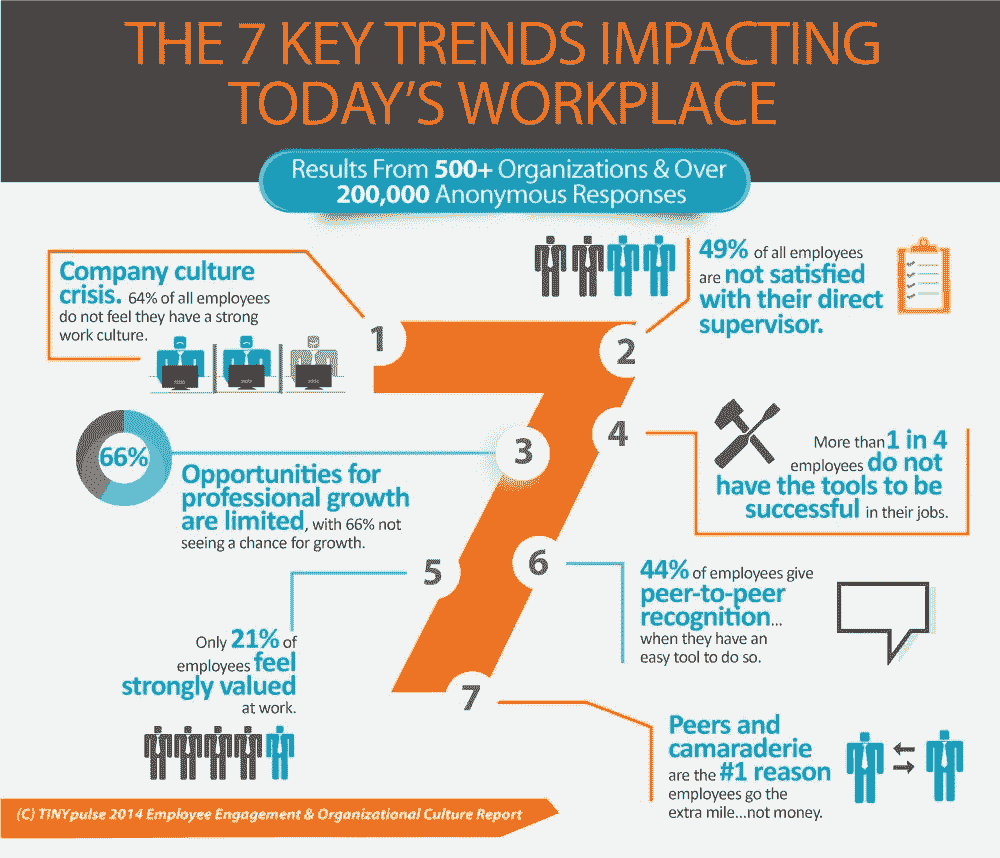 THE 7 KEY TRENDS IMPACTING
TODAY'S WORKPLACE
Results From 500+ Organizations & Over
200,000 Anonymous Responses
1
Company culture
crisis. 64% of all employees
do not feel they have a strong
work culture.
2
49% of all employees
are not satisfied
with their direct
supervisor.
3
66%
Opportunities for
professional growth
are limited, with 66% not
seeing a chance for growth.
4
More than 1 in 4
employees do not
have the tools to be
successful in their jobs.
5
Only 21% of
employees feel
strongly valued
at work.
6
44% of employees give
peer-to-peer
recognition...
when they have an
easy tool to do so.
7
Peers and
camaraderie
are the #1 reason
employees go the
extra mile...not money.
(C) TINYpulse 2014 Employee Engagement & Organizational Culture Report